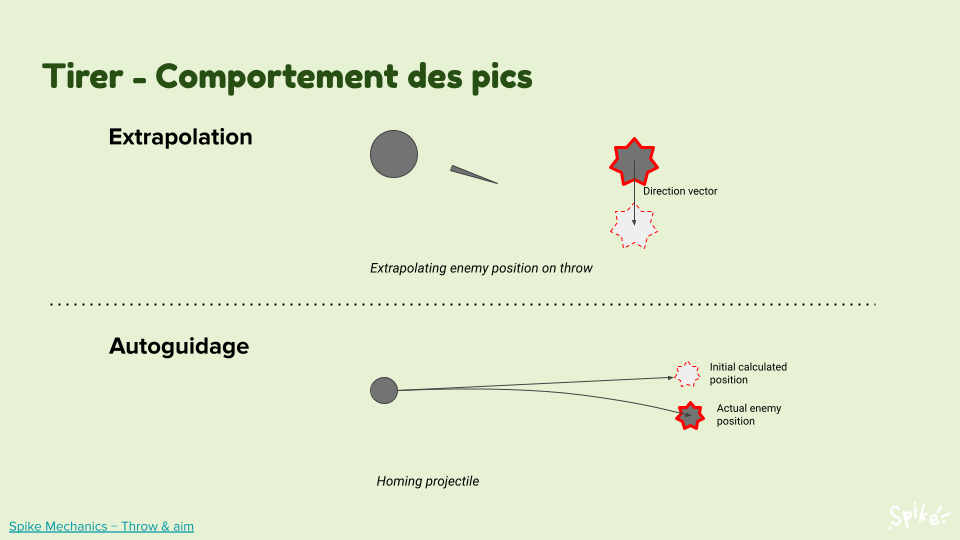 Tirer - Comportement des pics
Extrapolation
Direction vector
Extrapolating enemy position on throw
Autoguidage
Initial calculated
position
Actual enemy
position
Homing projectile
Spike Mechanics – Throw & aim
Spike